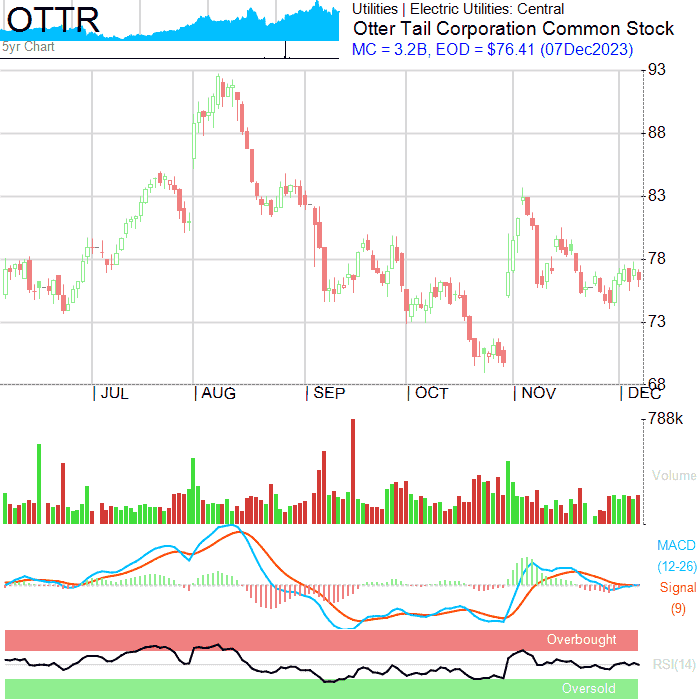 OTTR
5yr Chart
Utilities | Electric Utilities: Central
Otter Tail Corporation Common Stock
MC = 3.2B, EOD = $76.41 (07Dec2023)
93
88
83
78
73
68
JUL
AUG
SEP
OCT
NOV
DEC
788k
Volume
MACD
(12-26)
Signal
(9)
Overbought
RSI(14)
Oversold